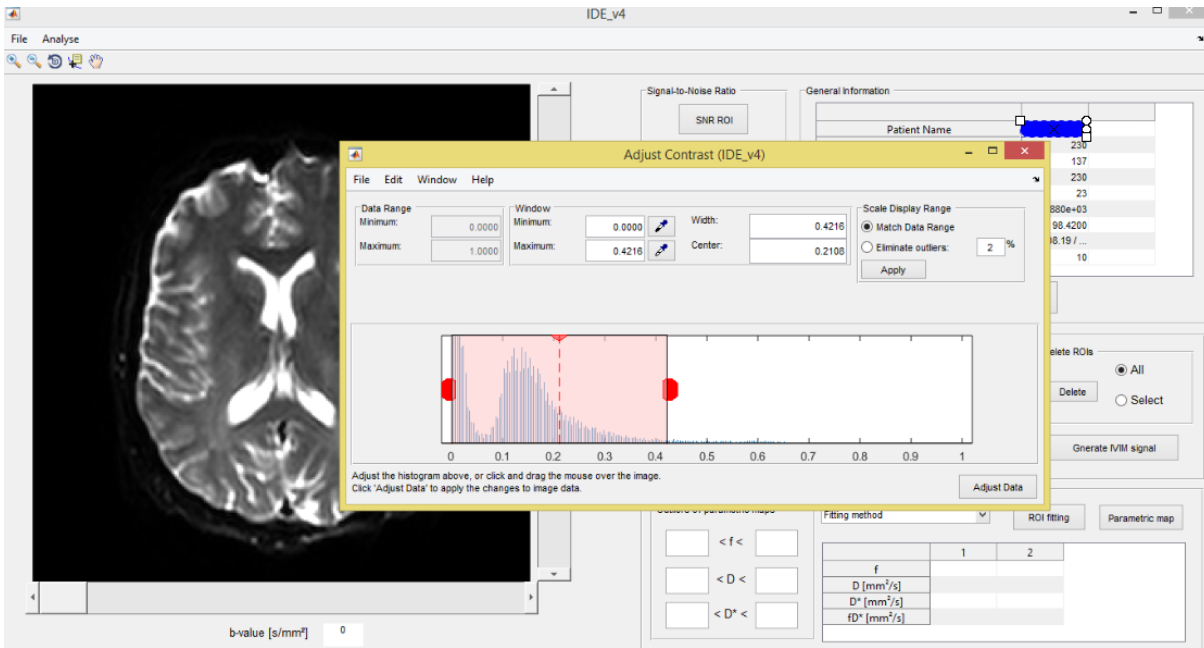 IDE_v4
File Analyse
Signal-to-Noise Ratio
SNR ROI
General Information
Patient Name
230
137
230
23
880e+03
98.4200
08.19 / ...
10
Adjust Contrast (IDE_v4)
File Edit Window Help
Data Range
Minimum: 0.0000
Maximum: 1.0000
Window
Minimum: 0.0000
Maximum: 0.4216
Width: 0.4216
Center: 0.2108
Scale Display Range
Match Data Range
Eliminate outliers: 2 %
Apply
0 0.1 0.2 0.3 0.4 0.5 0.6 0.7 0.8 0.9 1
Adjust the histogram above, or click and drag the mouse over the image.
Click 'Adjust Data' to apply the changes to image data.
Adjust Data
elete ROIs
All
Delete
Select
Gnerate IVIM signal
Outliers of parametric maps
< f <
< D <
< D* <
Fitting method
ROI fitting
Parametric map
1 2
f
D [mm²/s]
D* [mm²/s]
fD* [mm²/s]
b-value [s/mm²] 0